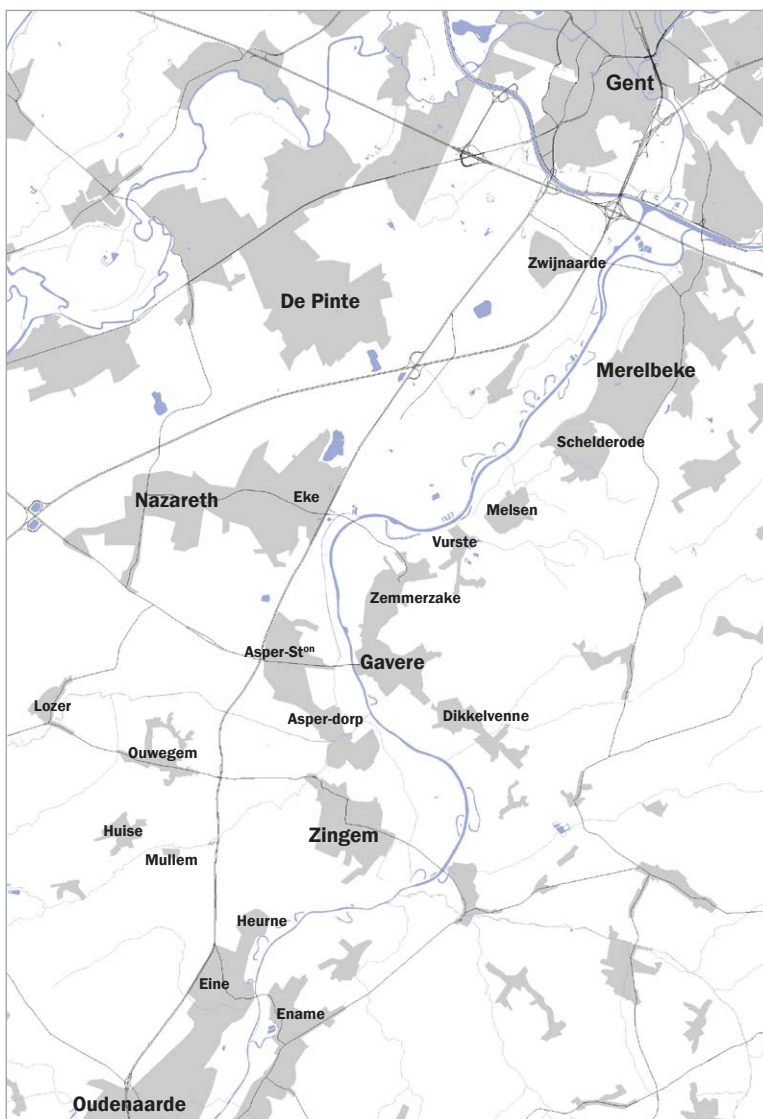 Gent
Zwijnaarde
De Pinte
Merelbeke
Schelderode
Nazareth
Eke
Melsen
Vurste
Zemmerzake
Asper-Stᵒⁿ
Gavere
Lozer
Asper-dorp
Dikkelvenne
Ouwegem
Huise
Zingem
Mullem
Heurne
Eine
Ename
Oudenaarde